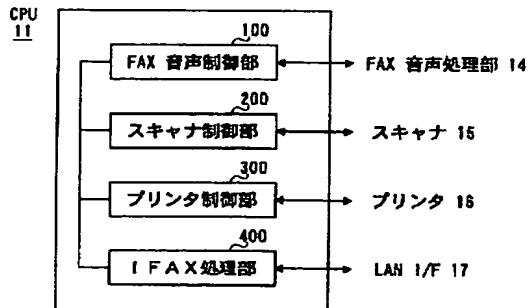 CPU
11
100
FAX 音声制御部
FAX 音声処理部 14
200
スキャナ制御部
スキャナ 15
300
プリンタ制御部
プリンタ 16
400
I FAX処理部
LAN I/F 17